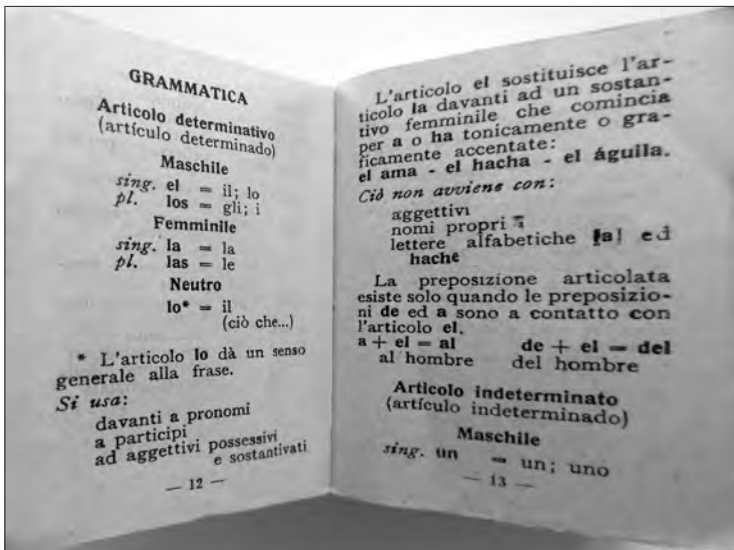 GRAMMATICA
Articolo determinativo
(artículo determinado)
Maschile
sing. el = il; lo
pl. los = gli; i
Femminile
sing. la = la
pl. las = le
Neutro
lo* = il
(ciò che...)
* L'articolo lo dà un senso
generale alla frase.
Si usa:
davanti a pronomi
a participi
ad aggettivi possessivi
e sostantivati
— 12 —
L'articolo el sostituisce l'ar-
ticolo la davanti ad un sostan-
tivo femminile che comincia
per a o ha tonicamente o gra-
ficamente accentate:
el ama - el hacha - el águila.
Ciò non avviene con:
aggettivi
nomi propri
lettere alfabetiche [a] ed
hache
La preposizione articolata
esiste solo quando le preposizio-
ni de ed a sono a contatto con
l'articolo el.
a + el = al de + el = del
al hombre del hombre
Articolo indeterminato
(artículo indeterminado)
Maschile
sing. un = un; uno
— 13 —